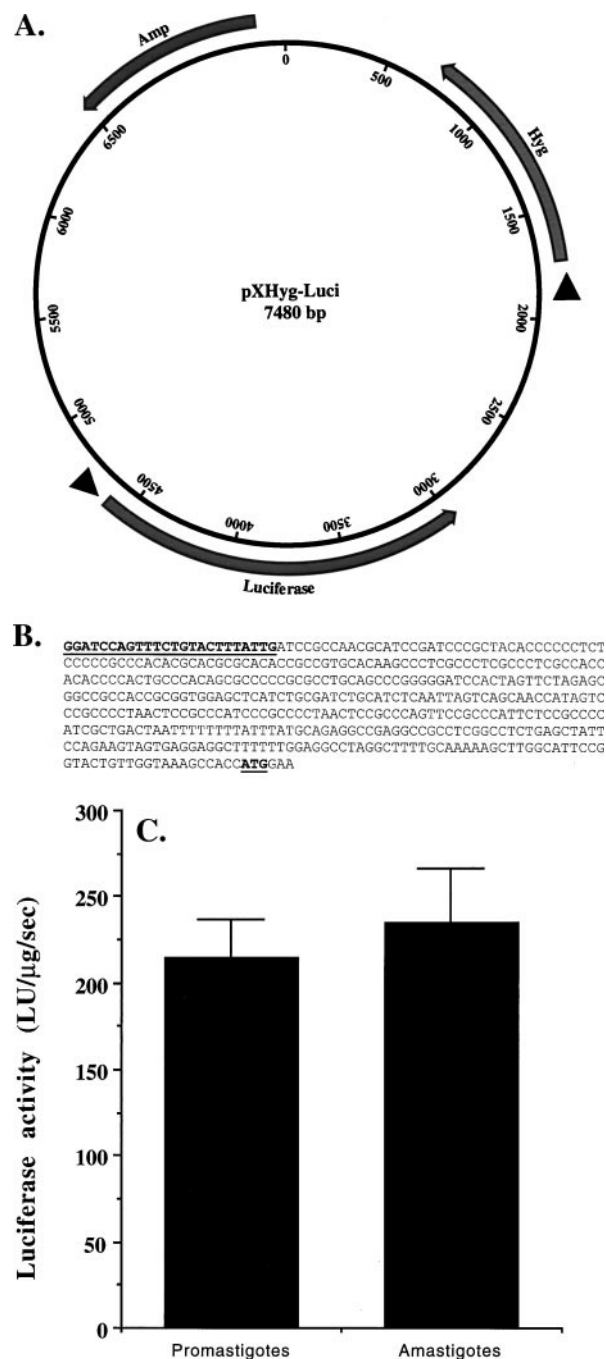 A.
Amp
0
500
Hyg
1000
1500
2000
2500
3000
3500
4000
4500
5000
5550
6000
6500
pXHyg-Luci
7480 bp
Luciferase
B.
GGATCCAGTTTCTGTACTTTATTGATCCGCCAACGCATCCGATCCCGCTACACCCCCCTCT
CCCCCGCCCACACGCACGCGCACACCGCCGTGCACAAGCCCTCGCCCTCGCCCTCGCCACC
ACACCCCCACTGCCCACAGCGCCCCCGCGCCTGCAGCCCGGGGGATCCACTAGTTCTAGAGC
GGCCGCCACCGCGGTGGAGCTCATCTGCGATCTGCATCTCAATTAGTCAGCAACCATAGTC
CCGCCCCTAACTCCGCCCATCCCGCCCCTAACTCCGCCCAGTTCCGCCCATTCTCCGCCCC
ATCGCTGACTAATTTTTTTTATTTATGCAGAGGCCGAGGCCGCCTCGGCCTCTGAGCTATT
CCAGAAGTAGTGAGGAGGCTTTTTTGGAGGCCTAGGCTTTTGCAAAAAGCTTGGCATTCCG
GTACTGTTGGTAAAGCCACCATGGAA
C.
Luciferase activity (LU/μg/sec)
300
250
200
150
100
50
0
Promastigotes
Amastigotes